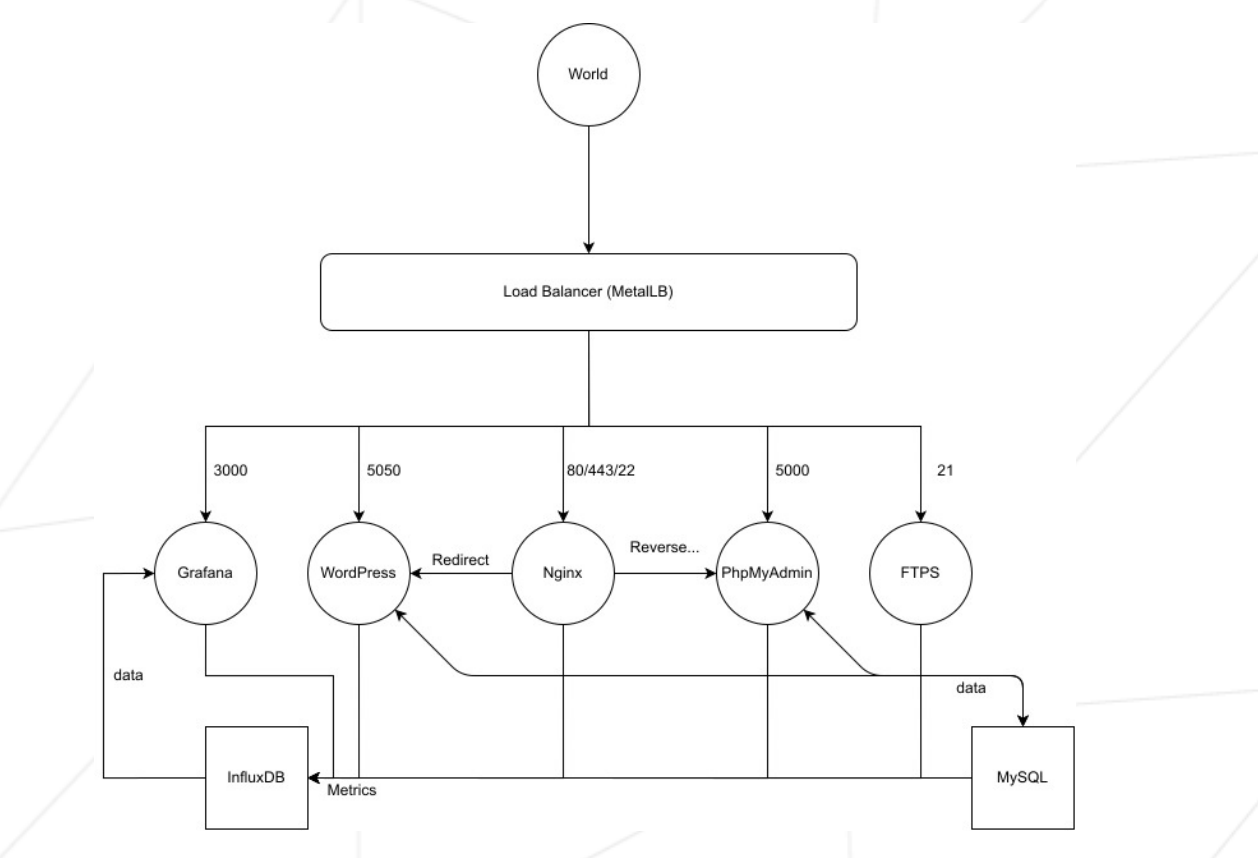 World
Load Balancer (MetalLB)
3000
5050
80/443/22
5000
21
Grafana
WordPress
Redirect
Nginx
Reverse...
PhpMyAdmin
FTPS
data
data
InfluxDB
Metrics
MySQL